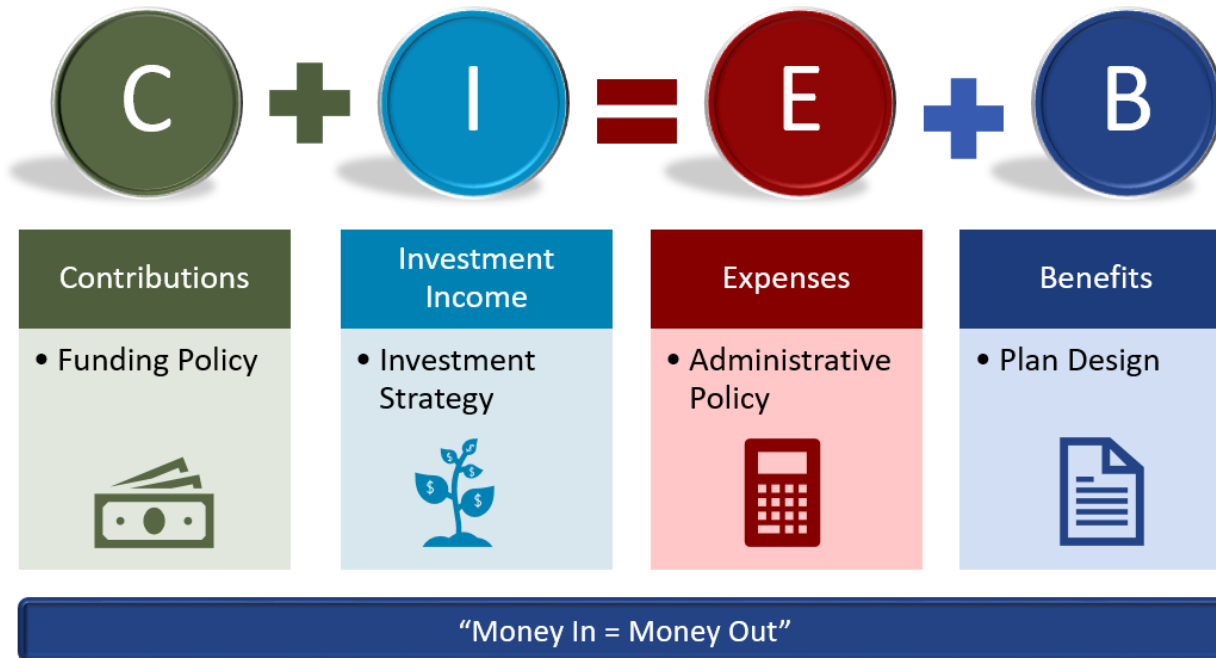 C + I = E + B
Contributions
Investment
Income
Expenses
Benefits
• Funding Policy
• Investment
Strategy
• Administrative
Policy
• Plan Design
$ $ $ $ $
“Money In = Money Out”